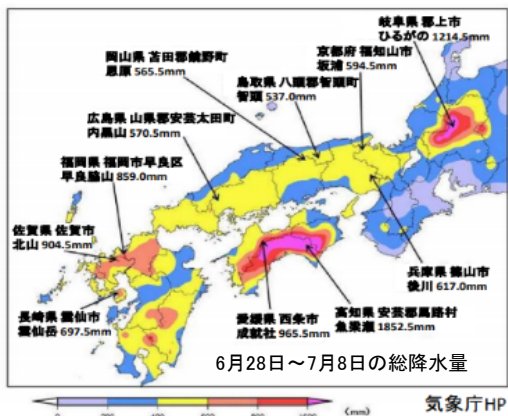 岐阜県 郡上市
ひるがの 1214.5mm
京都府 福知山市
坂浦 594.5mm
岡山県 苫田郡鏡野町
恩原 565.5mm
鳥取県 八頭郡智頭町
智頭 537.0mm
広島県 山県郡安芸太田町
内黒山 570.5mm
福岡県 福岡市早良区
早良脇山 859.0mm
佐賀県 佐賀市
北山 904.5mm
兵庫県 篠山市
後川 617.0mm
長崎県 雲仙市
雲仙岳 697.5mm
愛媛県 西条市
成就社 965.5mm
高知県 安芸郡馬路村
魚梁瀬 1852.5mm
6月28日～7月8日の総降水量
(mm)
気象庁HP